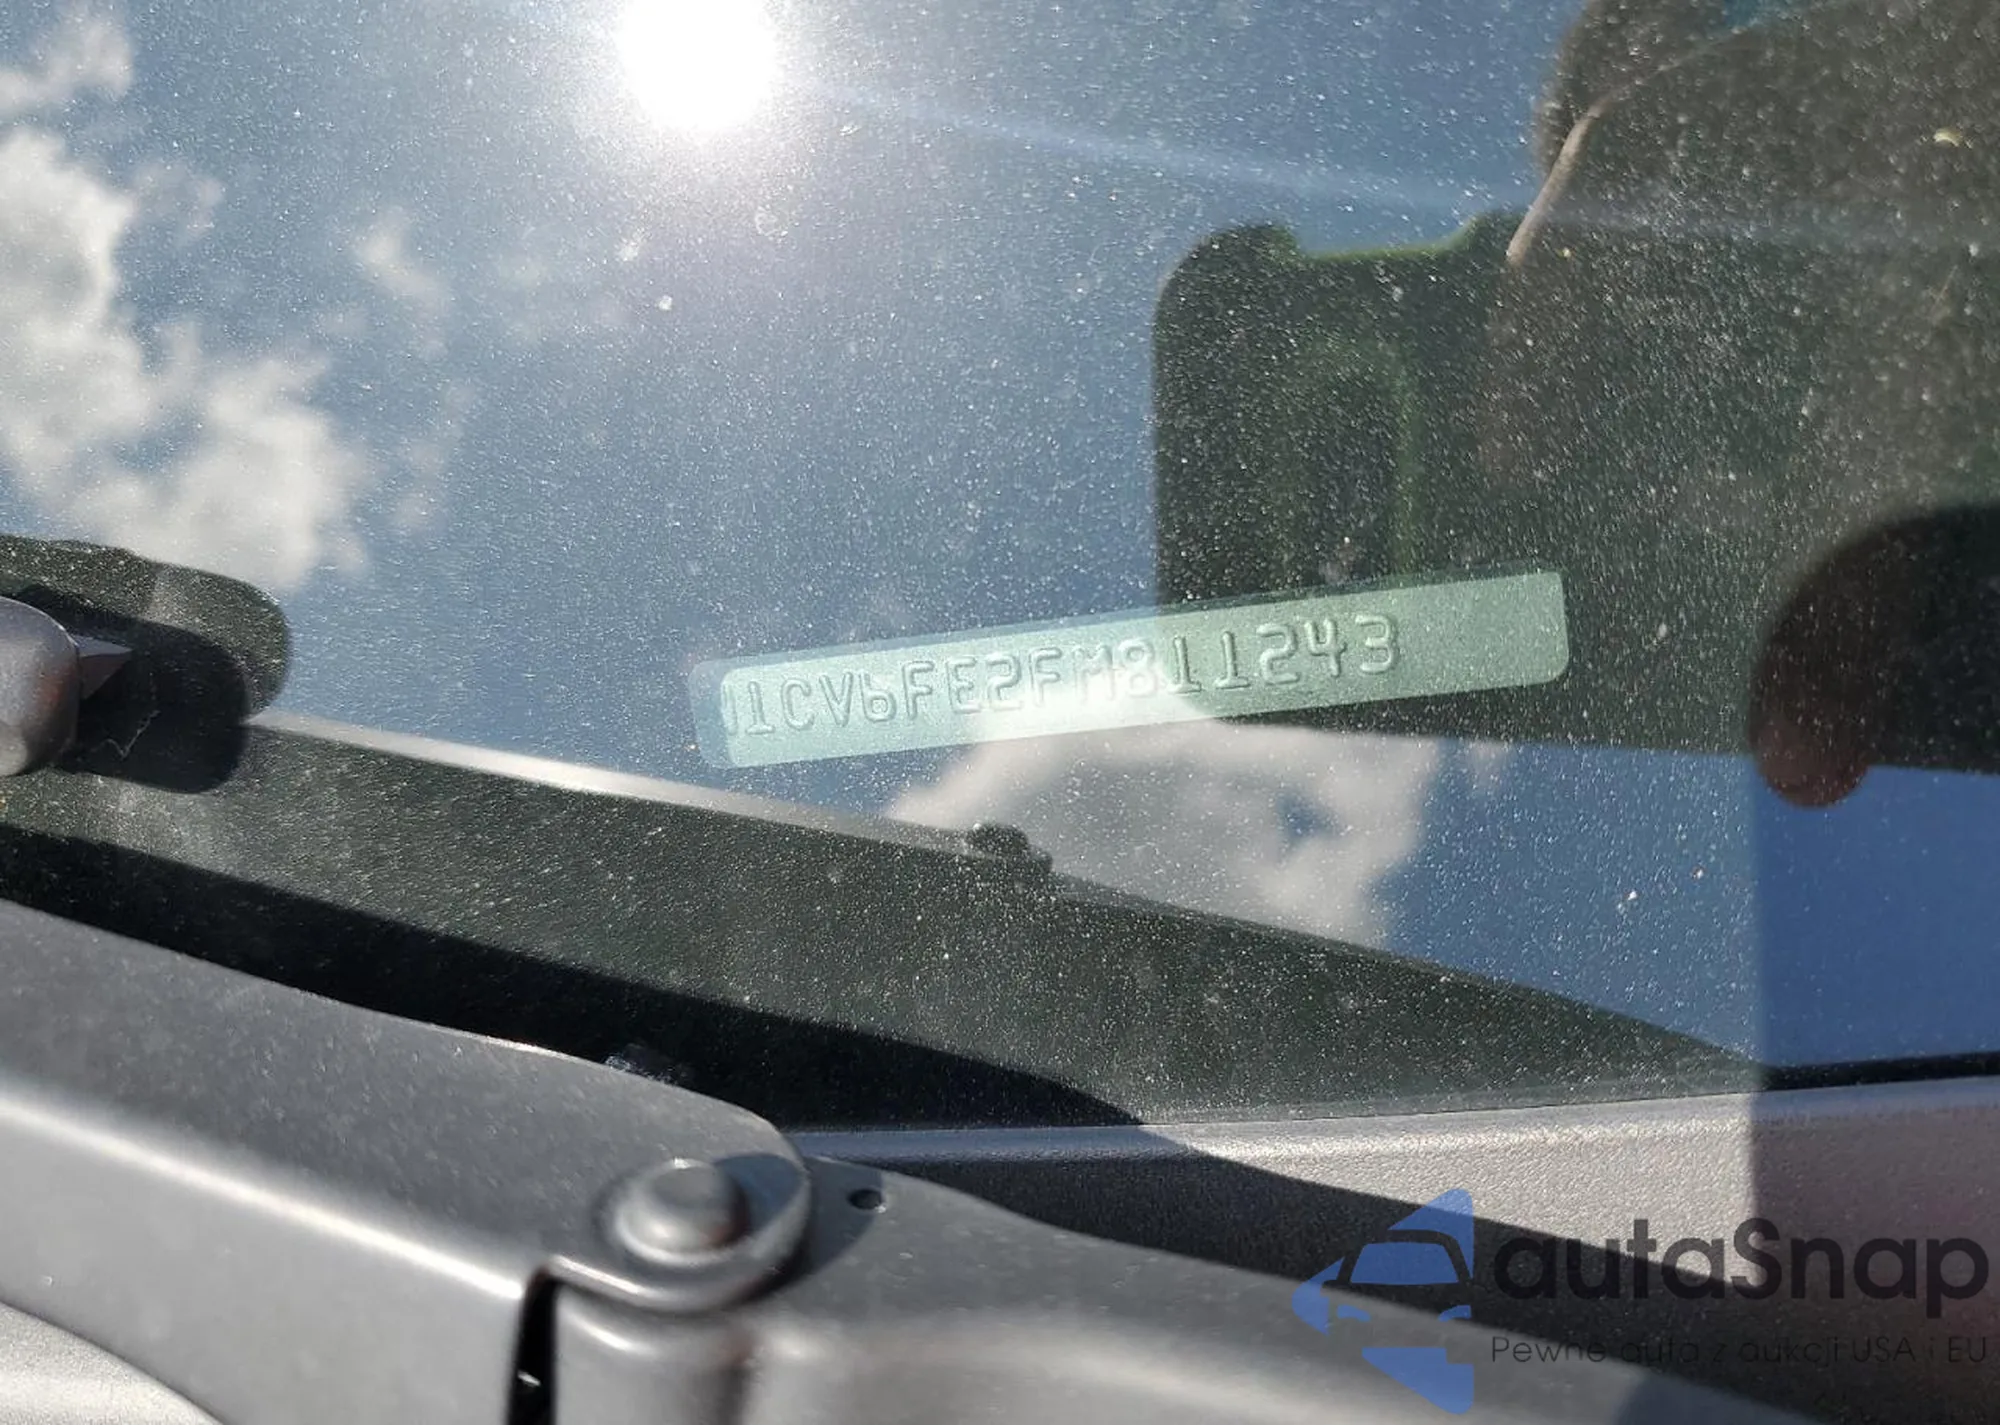 1CV6FE2FM811243
autaSnap
Pewne auta z aukcji USA i EU